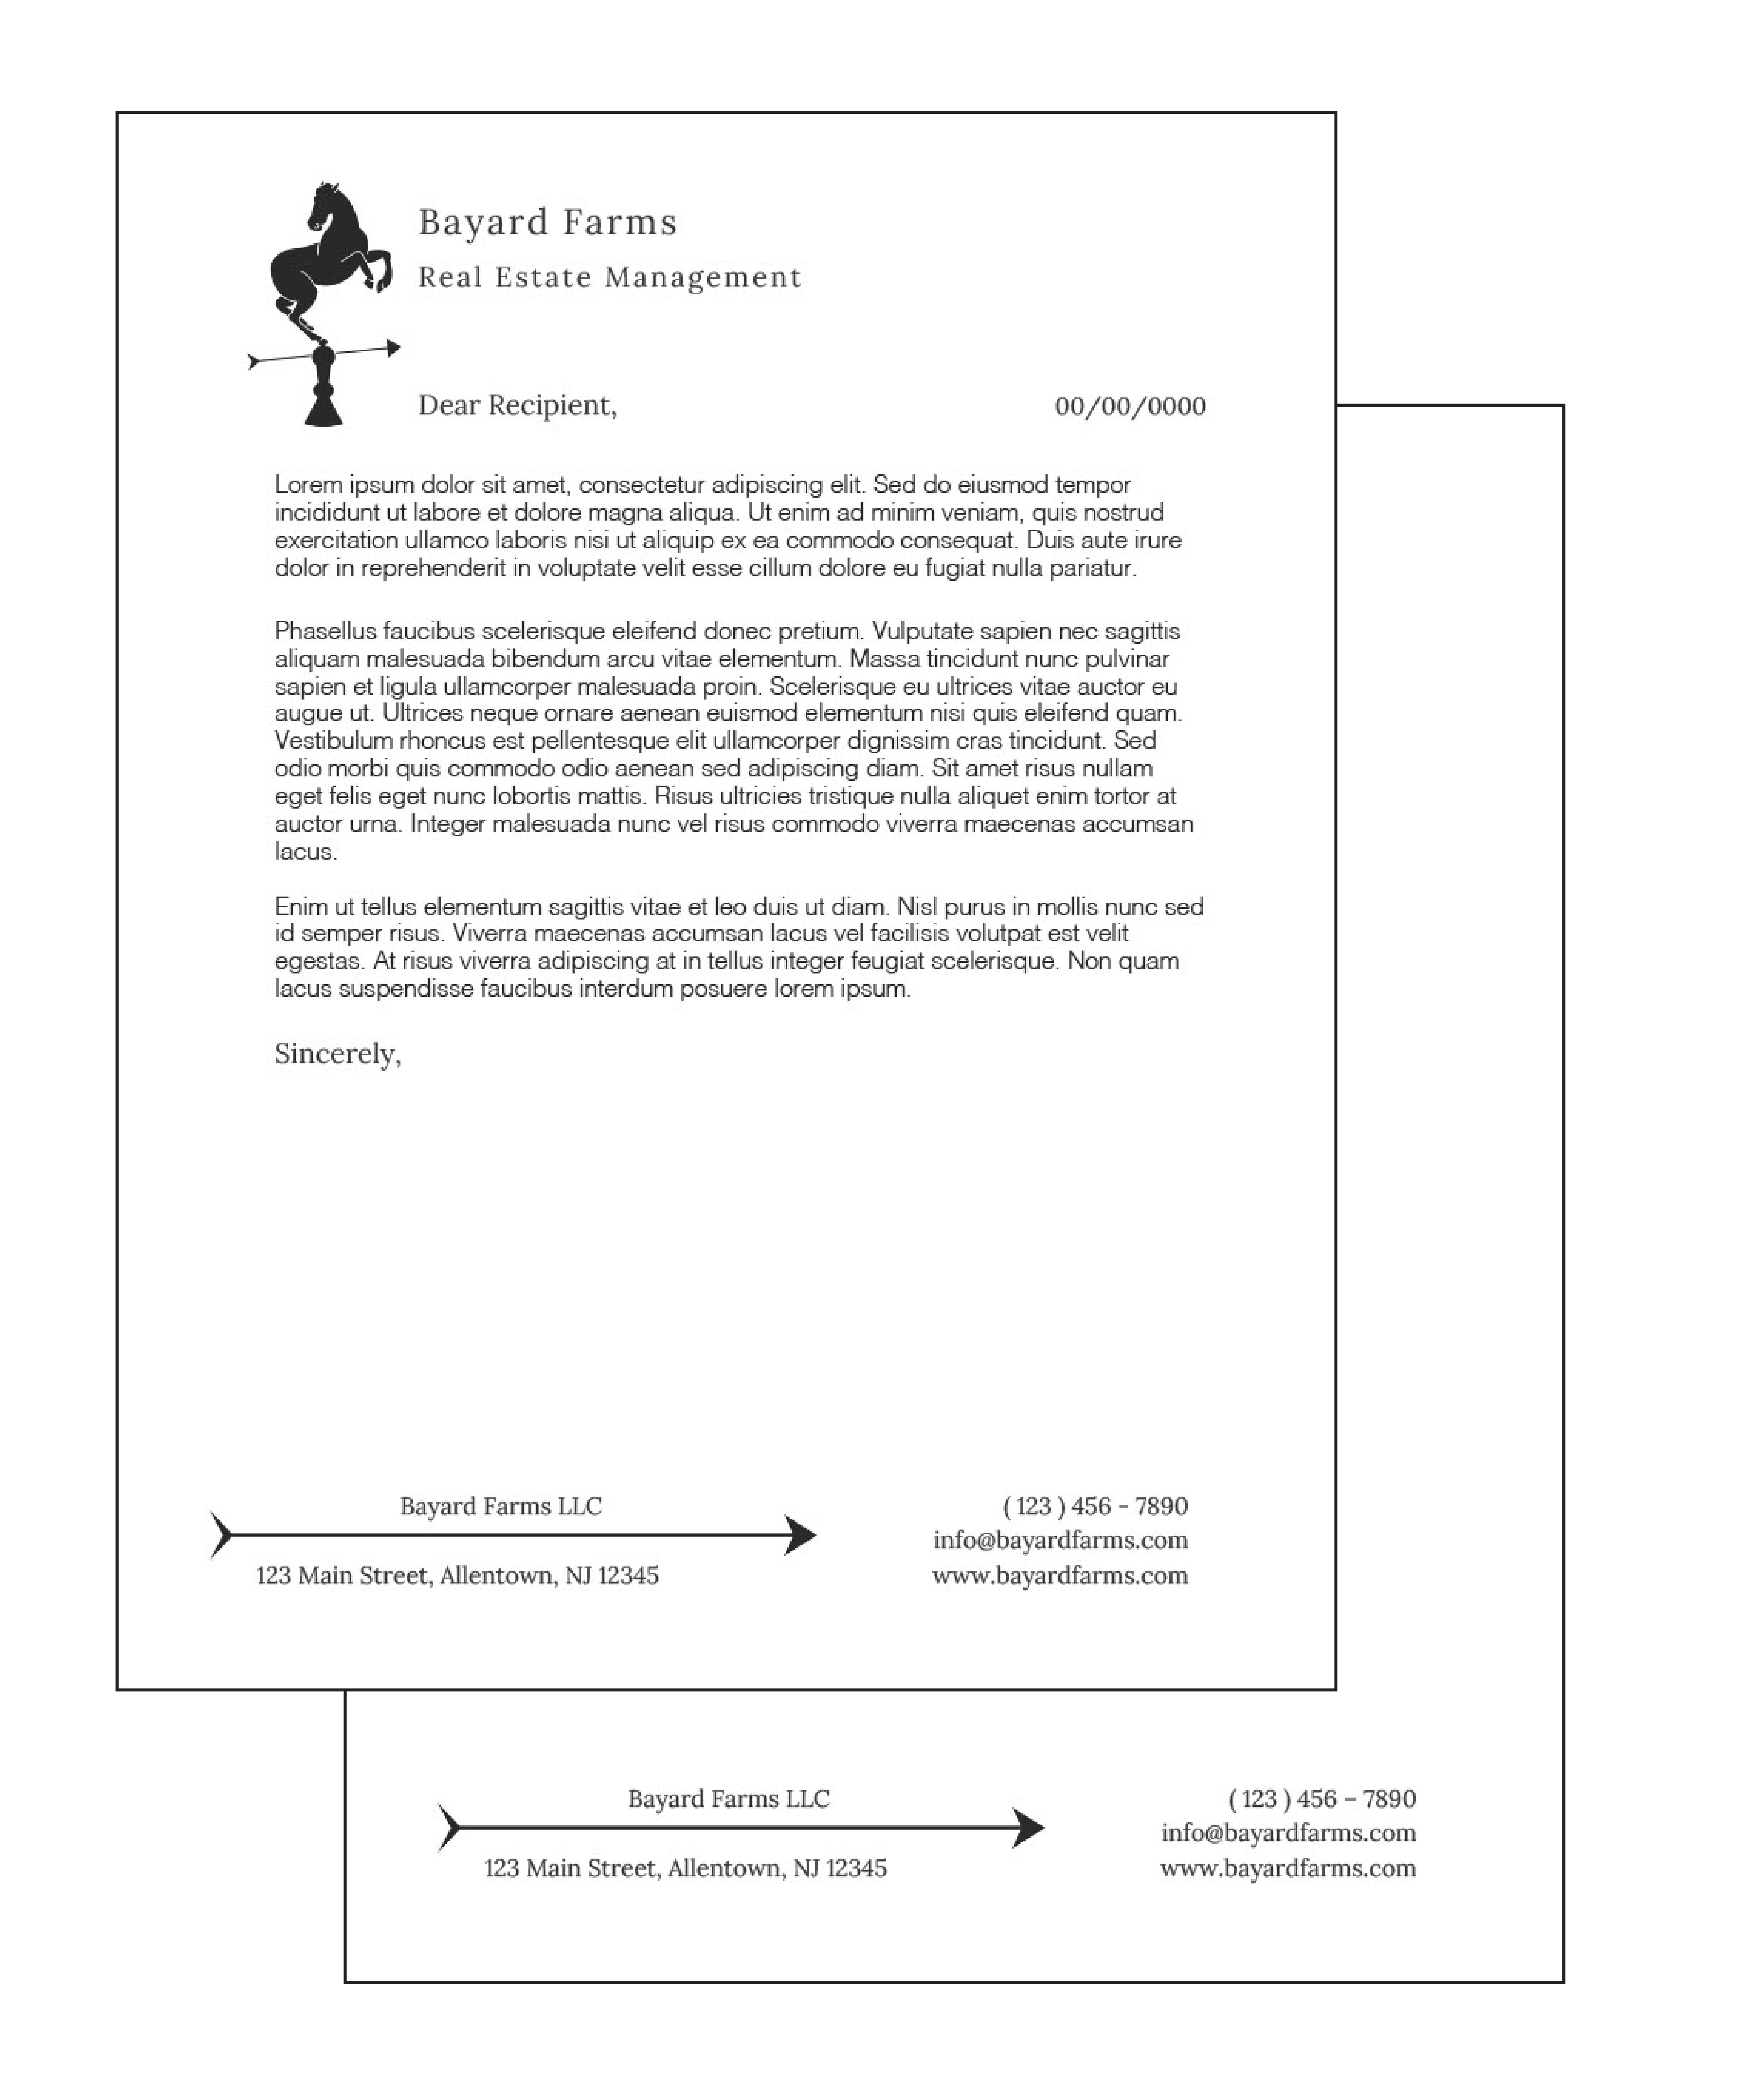 Bayard Farms
Real Estate Management
Dear Recipient,
00/00/0000
Lorem ipsum dolor sit amet, consectetur adipiscing elit. Sed do eiusmod tempor
incididunt ut labore et dolore magna aliqua. Ut enim ad minim veniam, quis nostrud
exercitation ullamco laboris nisi ut aliquip ex ea commodo consequat. Duis aute irure
dolor in reprehenderit in voluptate velit esse cillum dolore eu fugiat nulla pariatur.
Phasellus faucibus scelerisque eleifend donec pretium. Vulputate sapien nec sagittis
aliquam malesuada bibendum arcu vitae elementum. Massa tincidunt nunc pulvinar
sapien et ligula ullamcorper malesuada proin. Scelerisque eu ultrices vitae auctor eu
augue ut. Ultrices neque ornare aenean euismod elementum nisi quis eleifend quam.
Vestibulum rhoncus est pellentesque elit ullamcorper dignissim cras tincidunt. Sed
odio morbi quis commodo odio aenean sed adipiscing diam. Sit amet risus nullam
eget felis eget nunc lobortis mattis. Risus ultricies tristique nulla aliquet enim tortor at
auctor urna. Integer malesuada nunc vel risus commodo viverra maecenas accumsan
lacus.
Enim ut tellus elementum sagittis vitae et leo duis ut diam. Nisl purus in mollis nunc sed
id semper risus. Viverra maecenas accumsan lacus vel facilisis volutpat est velit
egestas. At risus viverra adipiscing at in tellus integer feugiat scelerisque. Non quam
lacus suspendisse faucibus interdum posuere lorem ipsum.
Sincerely,
Bayard Farms LLC
123 Main Street, Allentown, NJ 12345
( 123 ) 456 - 7890
info@bayardfarms.com
www.bayardfarms.com
Bayard Farms LLC
123 Main Street, Allentown, NJ 12345
( 123 ) 456 – 7890
info@bayardfarms.com
www.bayardfarms.com